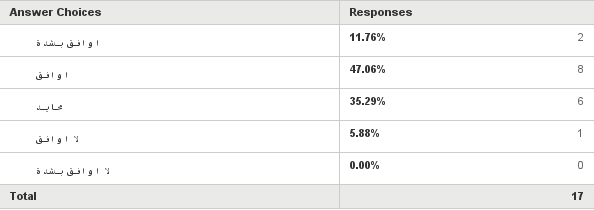 Answer Choices Responses
اوافق بشدة 11.76% 2
اوافق 47.06% 8
محايد 35.29% 6
لا اوافق 5.88% 1
لا اوافق بشدة 0.00% 0
Total 17